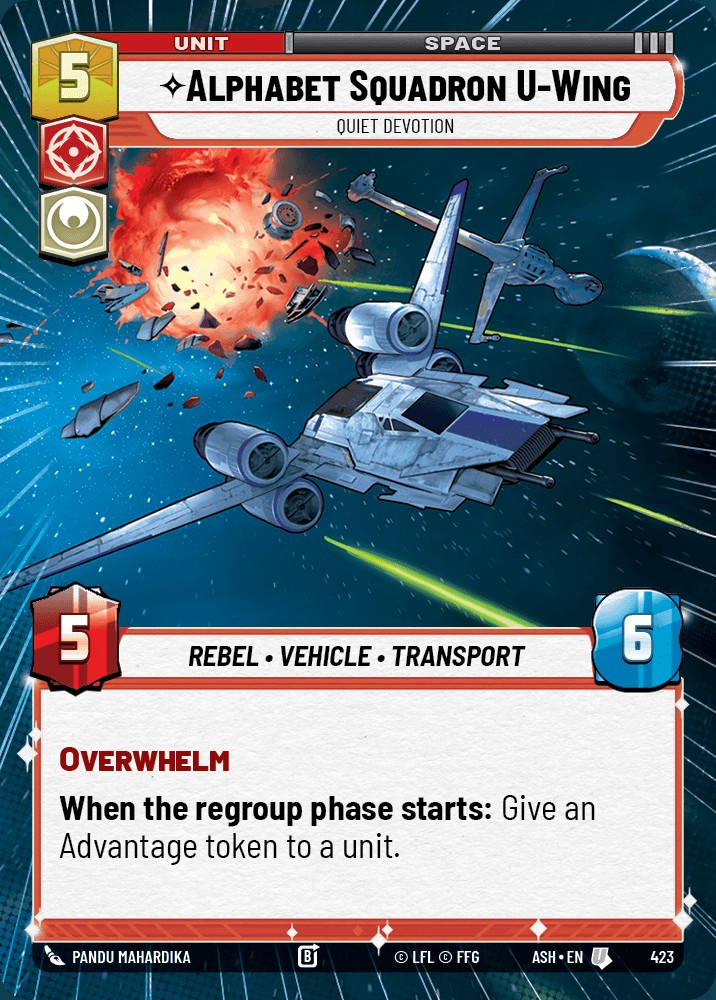 UNIT
SPACE
5
✧ALPHABET SQUADRON U-WING
QUIET DEVOTION
5
REBEL • VEHICLE • TRANSPORT
6
OVERWHELM
When the regroup phase starts: Give an
Advantage token to a unit.
PANDU MAHARDIKA
B
© LFL © FFG
ASH • EN
U
423